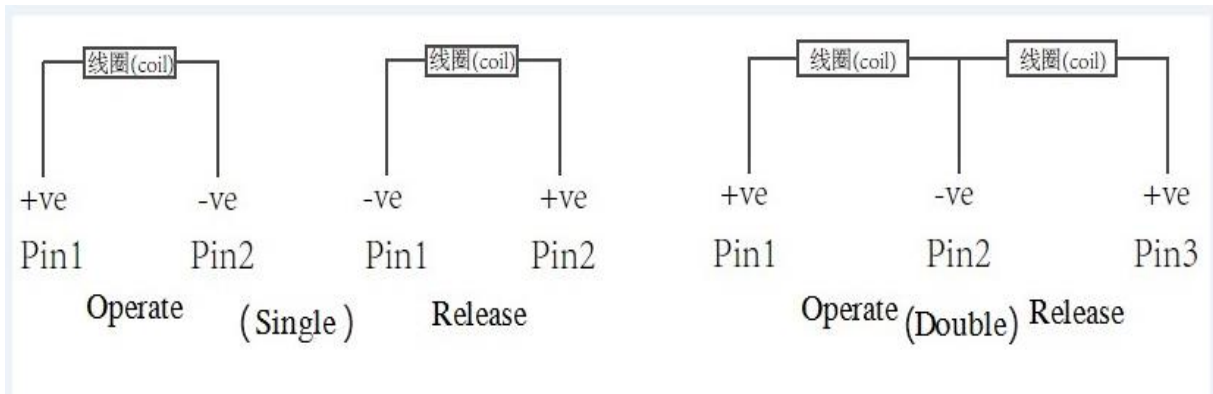 线圈(coil) 线圈(coil) 线圈(coil) 线圈(coil)
+ve -ve -ve +ve +ve -ve +ve
Pin1 Pin2 Pin1 Pin2 Pin1 Pin2 Pin3
Operate (Single) Release Operate (Double) Release